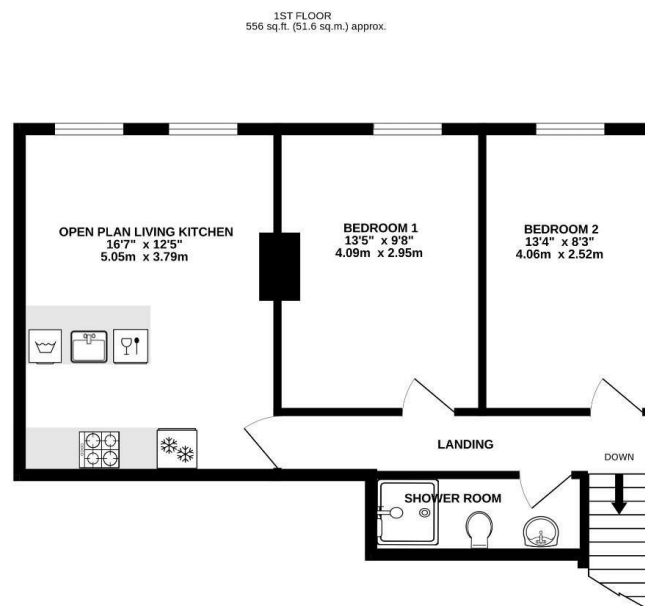 1ST FLOOR
556 sq.ft. (51.6 sq.m.) approx.
OPEN PLAN LIVING KITCHEN
16'7" x 12'5"
5.05m x 3.79m
BEDROOM 1
13'5" x 9'8"
4.09m x 2.95m
BEDROOM 2
13'4" x 8'3"
4.06m x 2.52m
LANDING
DOWN
SHOWER ROOM